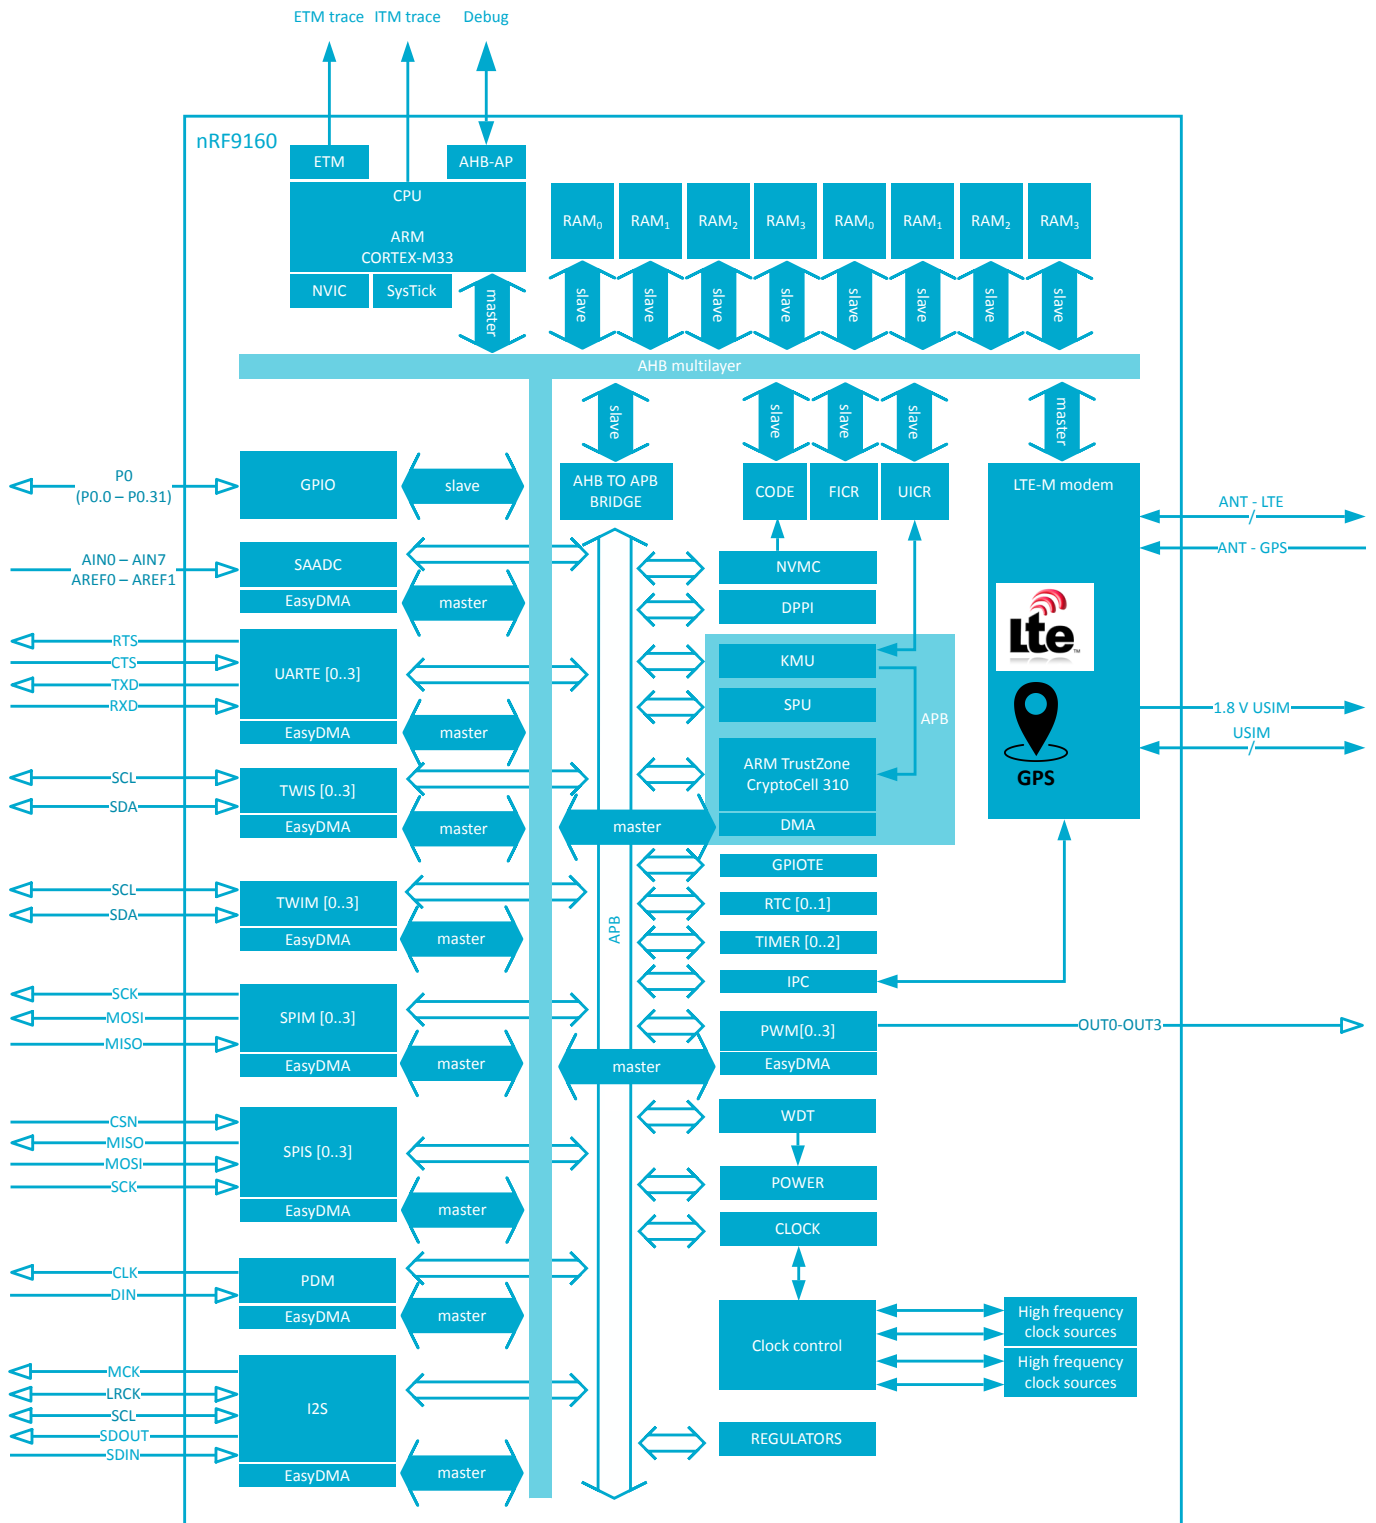 ETM trace ITM trace Debug
nRF9160
ETM
AHB-AP
CPU
ARM
CORTEX-M33
NVIC
SysTick
master
RAM0
RAM1
RAM2
RAM3
RAM0
RAM1
RAM2
RAM3
slave
slave
slave
slave
slave
slave
slave
slave
AHB multilayer
slave
slave
slave
slave
master
P0
(P0.0 – P0.31)
GPIO
slave
AHB TO APB
BRIDGE
CODE
FICR
UICR
LTE-M modem
ANT - LTE
ANT - GPS
AIN0 – AIN7
AREF0 – AREF1
SAADC
EasyDMA
master
NVMC
DPPI
RTS
CTS
TXD
RXD
UARTE [0..3]
EasyDMA
master
KMU
SPU
APB
Lte™
GPS
1.8 V USIM
USIM
SCL
SDA
TWIS [0..3]
EasyDMA
master
ARM TrustZone
CryptoCell 310
DMA
master
GPIOTE
SCL
SDA
TWIM [0..3]
EasyDMA
master
APB
RTC [0..1]
TIMER [0..2]
IPC
SCK
MOSI
MISO
SPIM [0..3]
EasyDMA
master
PWM[0..3]
EasyDMA
master
OUT0-OUT3
CSN
MISO
MOSI
SCK
SPIS [0..3]
EasyDMA
master
WDT
POWER
CLOCK
CLK
DIN
PDM
EasyDMA
master
Clock control
High frequency
clock sources
High frequency
clock sources
MCK
LRCK
SCL
SDOUT
SDIN
I2S
EasyDMA
master
REGULATORS